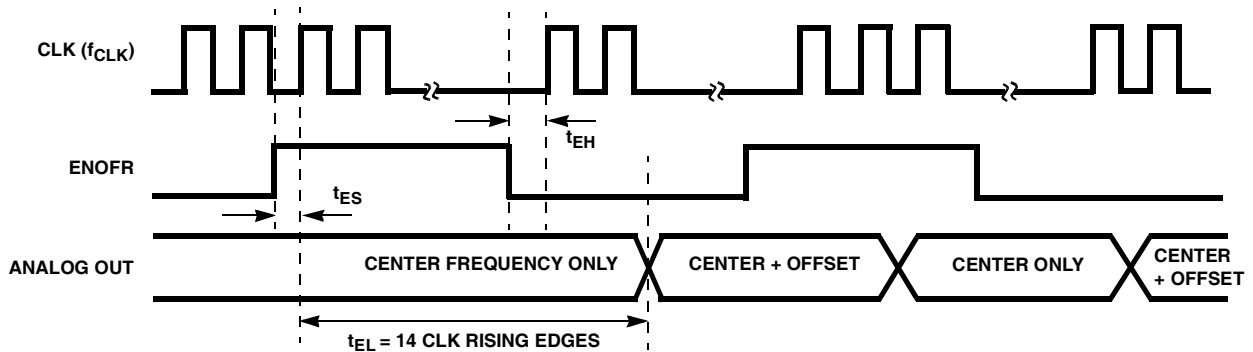 CLK (fCLK)
tEH
ENOFR
tES
ANALOG OUT
CENTER FREQUENCY ONLY
CENTER + OFFSET
CENTER ONLY
CENTER
+ OFFSET
tEL = 14 CLK RISING EDGES